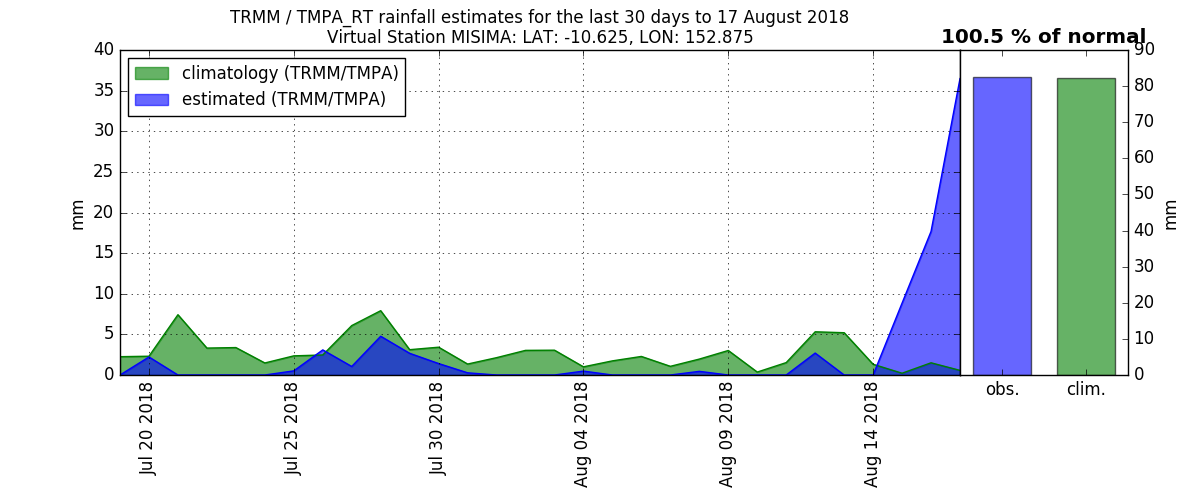 TRMM / TMPA_RT rainfall estimates for the last 30 days to 17 August 2018
Virtual Station MISIMA: LAT: -10.625, LON: 152.875
100.5 % of normal
climatology (TRMM/TMPA)
estimated (TRMM/TMPA)
40
35
30
25
20
15
10
5
0
mm
Jul 20 2018
Jul 25 2018
Jul 30 2018
Aug 04 2018
Aug 09 2018
Aug 14 2018
obs.
clim.
90
80
70
60
50
40
30
20
10
0
mm